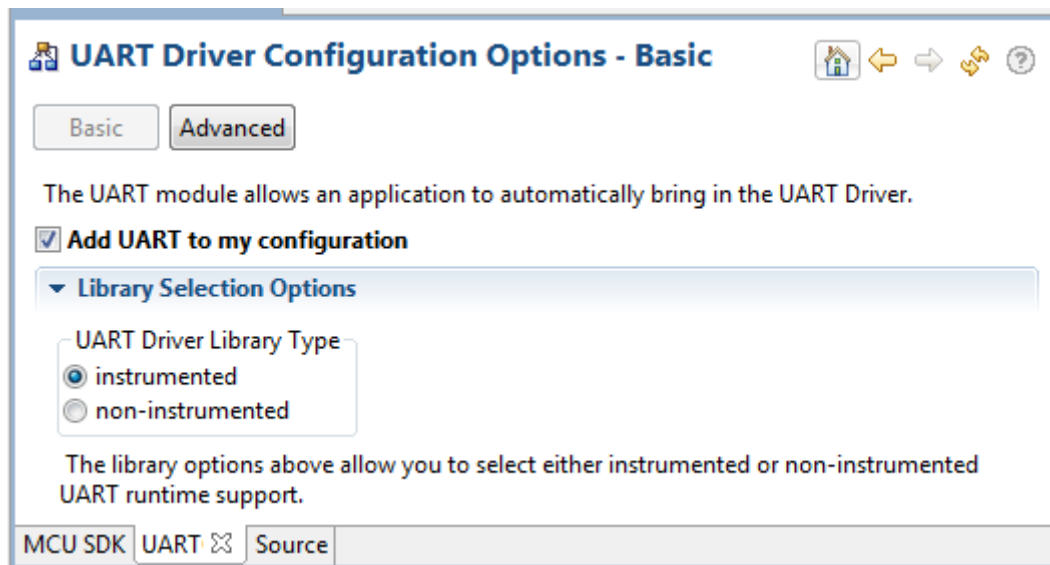 UART Driver Configuration Options - Basic
Basic Advanced
The UART module allows an application to automatically bring in the UART Driver.
Add UART to my configuration
Library Selection Options
UART Driver Library Type
instrumented
non-instrumented
The library options above allow you to select either instrumented or non-instrumented
UART runtime support.
MCU SDK UART Source